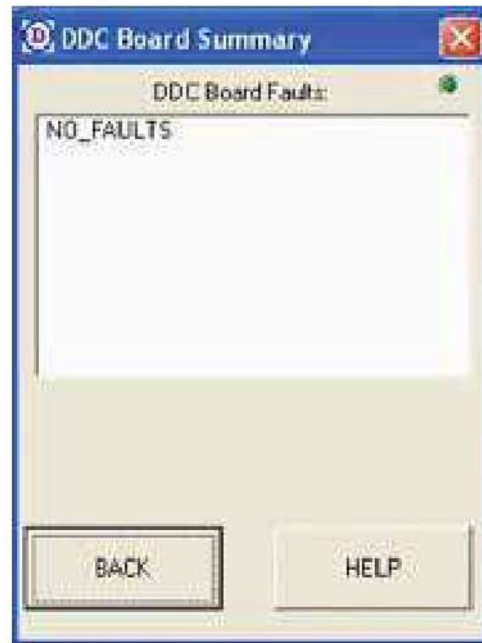 DDC Board Summary
DDC Board Faults:
NO_FAULTS
BACK
HELP